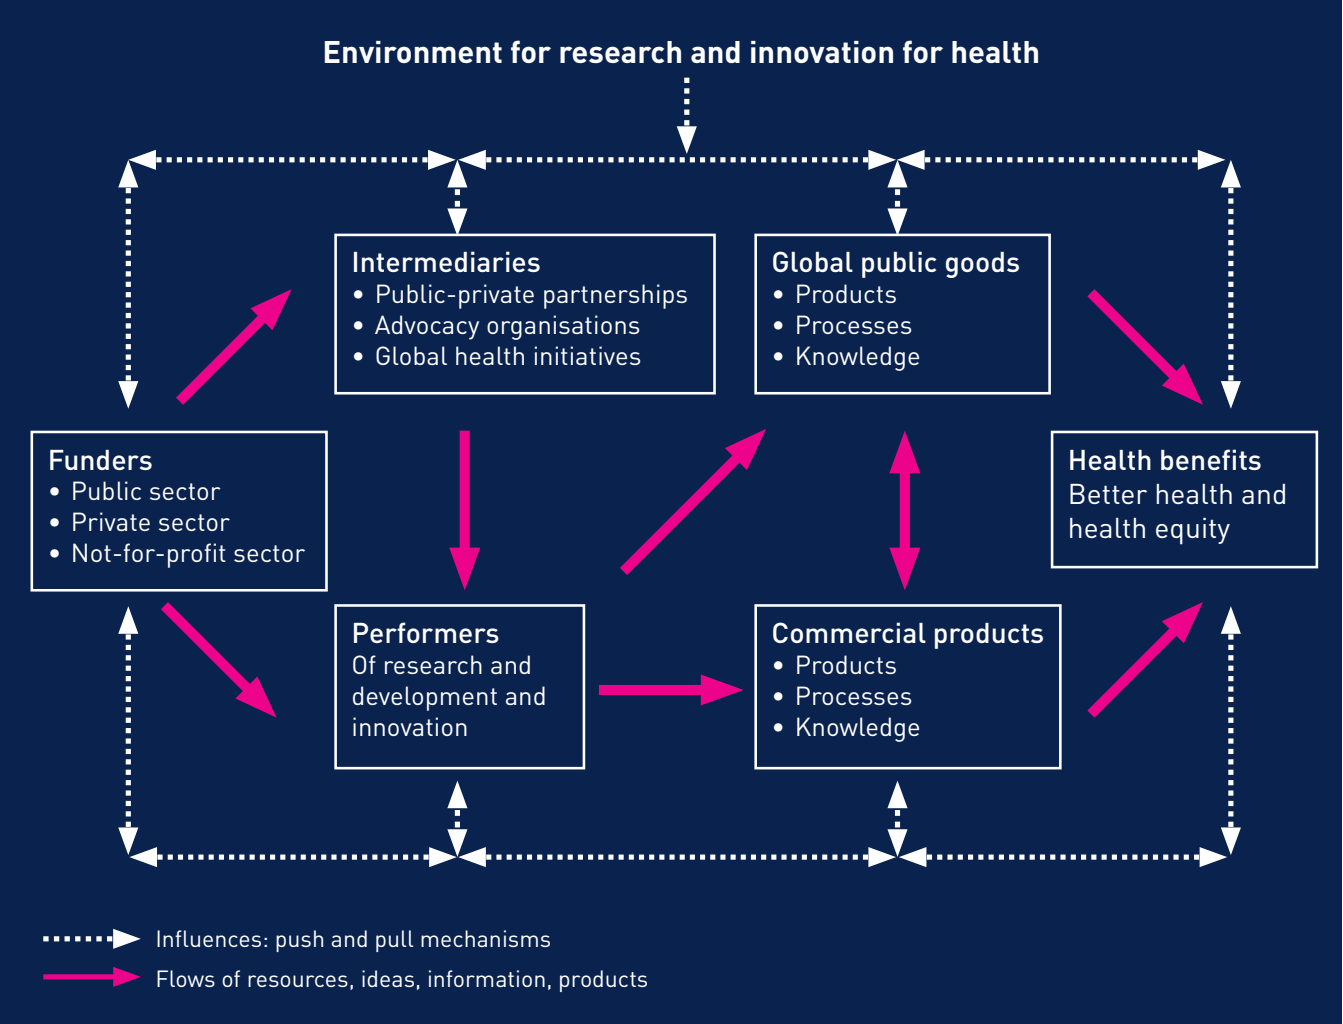 Environment for research and innovation for health
Intermediaries
• Public-private partnerships
• Advocacy organisations
• Global health initiatives
Global public goods
• Products
• Processes
• Knowledge
Funders
• Public sector
• Private sector
• Not-for-profit sector
Health benefits
Better health and
health equity
Performers
Of research and
development and
innovation
Commercial products
• Products
• Processes
• Knowledge
Influences: push and pull mechanisms
Flows of resources, ideas, information, products